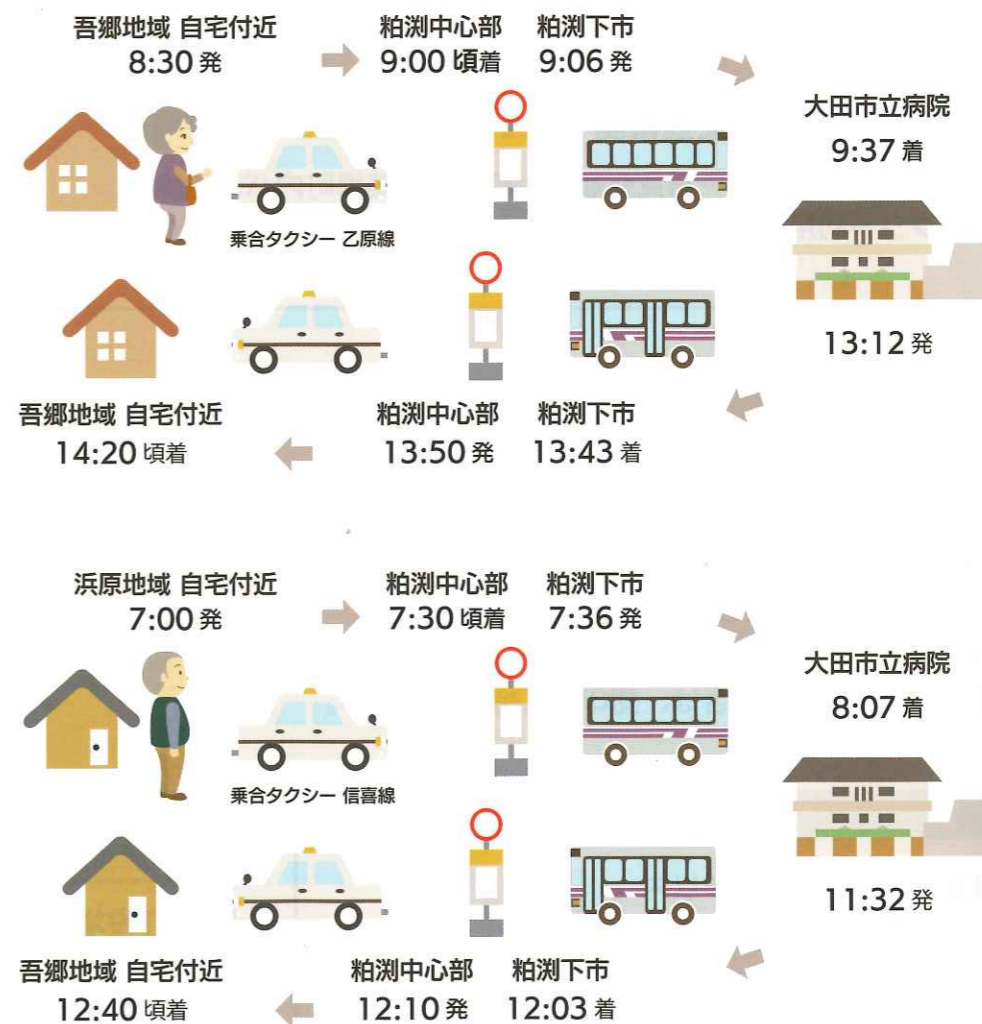 吾郷地域 自宅付近
8:30 発
粕渕中心部
9:00 頃着
粕渕下市
9:06 発
大田市立病院
9:37 着
乗合タクシー 乙原線
13:12 発
吾郷地域 自宅付近
14:20 頃着
粕渕中心部
13:50 発
粕渕下市
13:43 着
浜原地域 自宅付近
7:00 発
粕渕中心部
7:30 頃着
粕渕下市
7:36 発
大田市立病院
8:07 着
乗合タクシー 信喜線
11:32 発
吾郷地域 自宅付近
12:40 頃着
粕渕中心部
12:10 発
粕渕下市
12:03 着